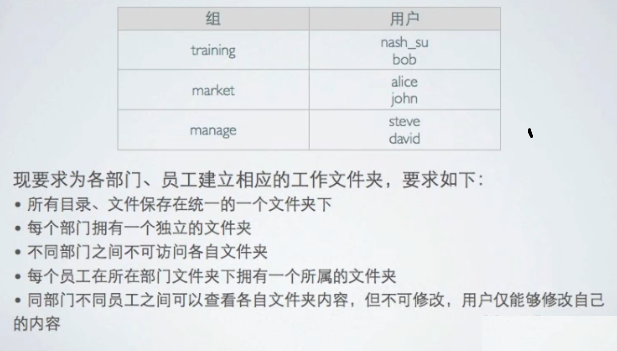 组 用户
training nash_su
bob
market alice
john
manage steve
david
现要求为各部门、员工建立相应的工作文件夹，要求如下：
• 所有目录、文件保存在统一的一个文件夹下
• 每个部门拥有一个独立的文件夹
• 不同部门之间不可访问各自文件夹
• 每个员工在所在部门文件夹下拥有一个所属的文件夹
• 同部门不同员工之间可以查看各自文件夹内容，但不可修改，用户仅能够修改自己
的内容